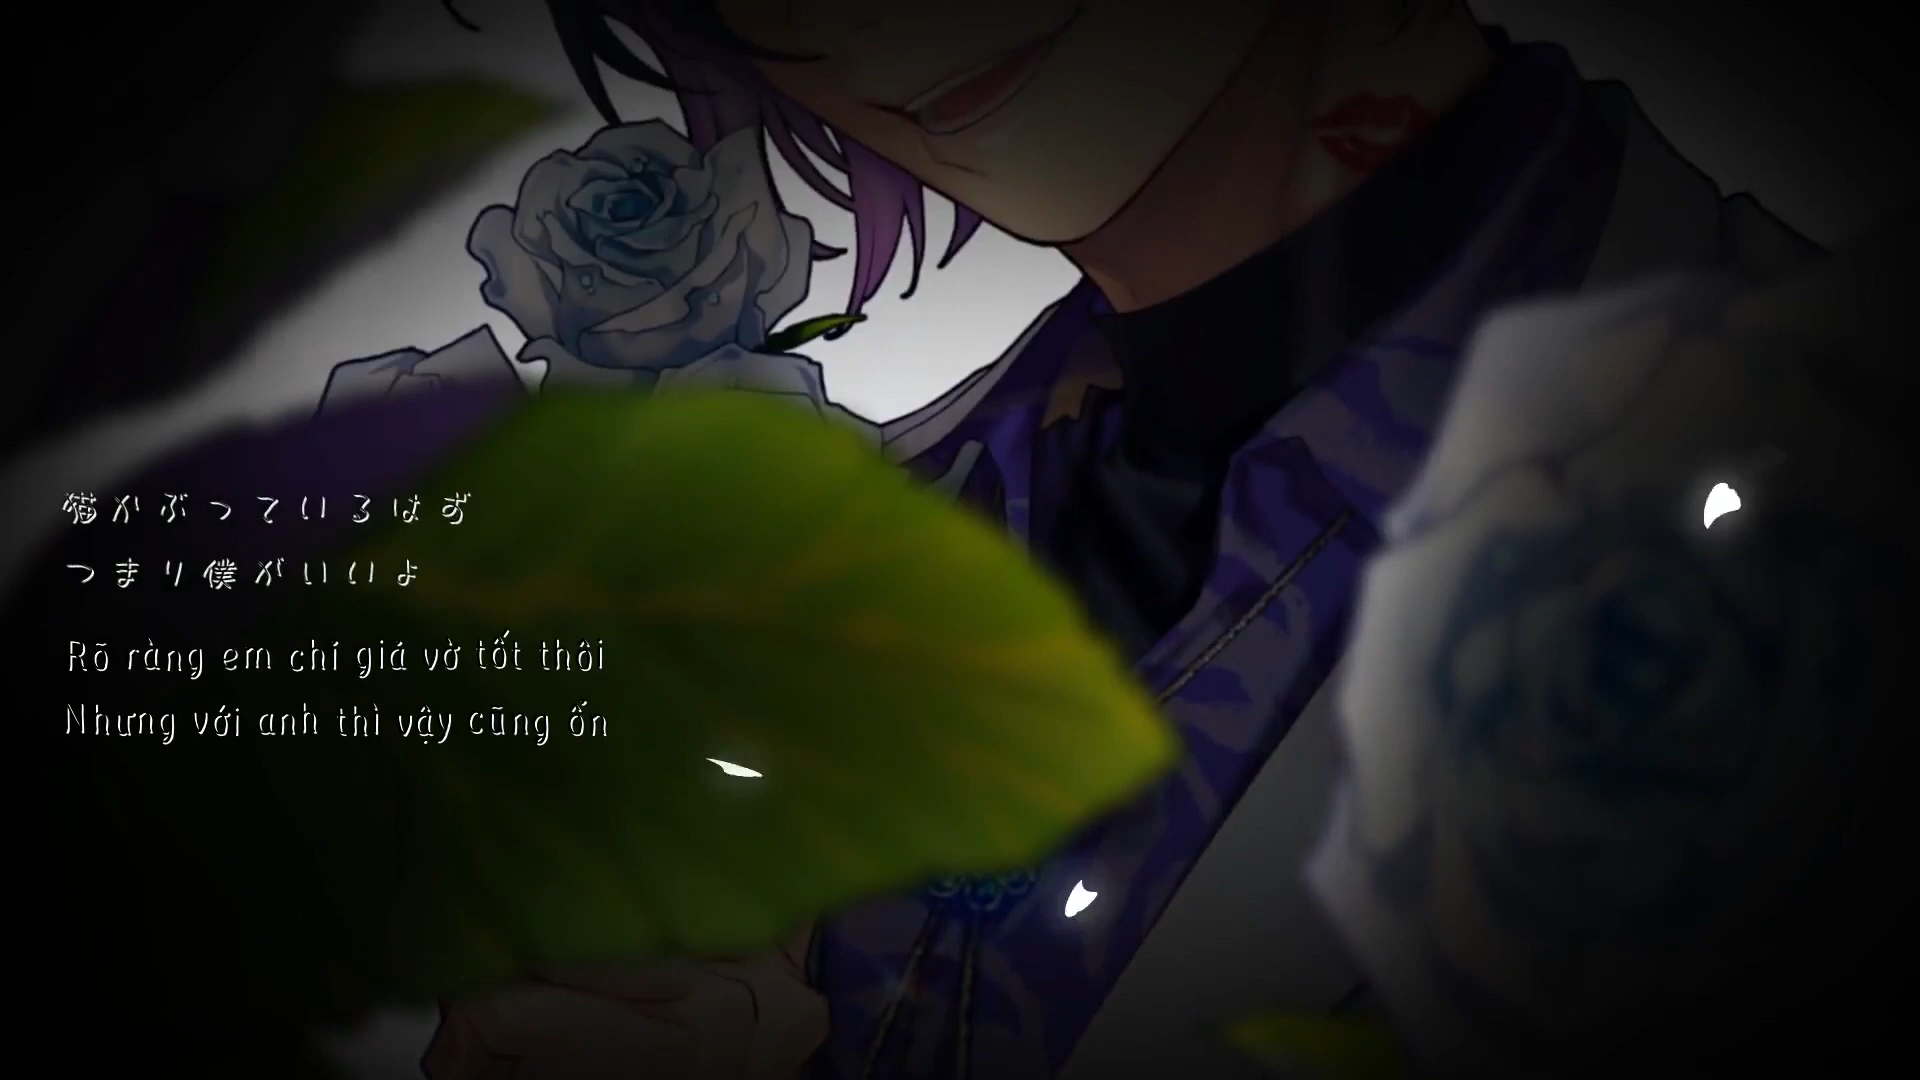 猫かぶっているはず
つまり僕がいいよ
Rõ ràng em chỉ giả vờ tốt thôi
Nhưng với anh thì vậy cũng ổn